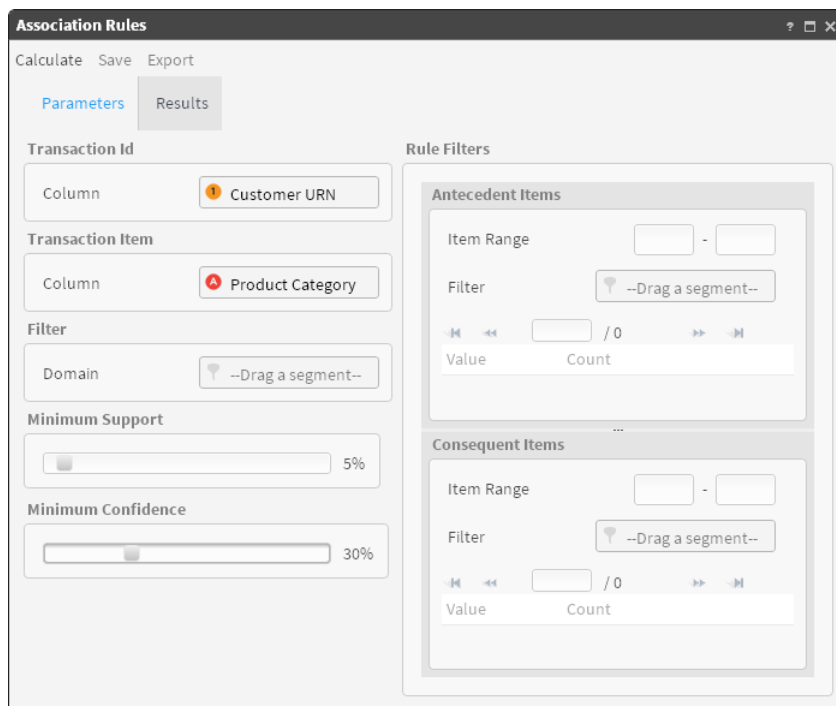 Association Rules
?
Calculate Save Export
Parameters Results
Transaction Id
Column 1 Customer URN
Transaction Item
Column A Product Category
Filter
Domain --Drag a segment--
Minimum Support
5%
Minimum Confidence
30%
Rule Filters
Antecedent Items
Item Range -
Filter --Drag a segment--
/ 0
Value Count
...
Consequent Items
Item Range -
Filter --Drag a segment--
/ 0
Value Count